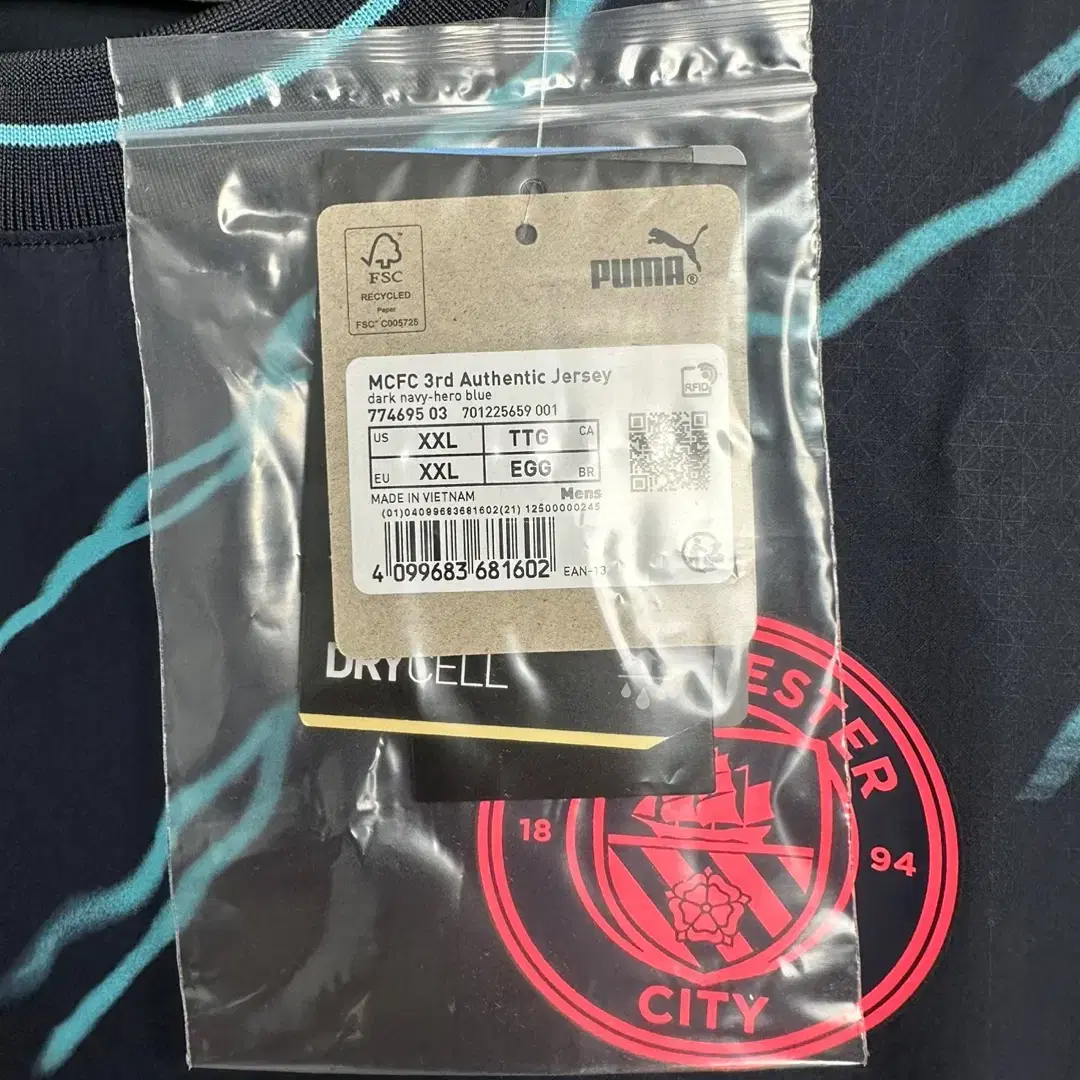 FSC
RECYCLED
Paper
FSC® C005725
PUMA®
MCFC 3rd Authentic Jersey
dark navy-hero blue
774695 03 701225659 001
RFID
US XXL TTG CA
EU XXL EGG BR
MADE IN VIETNAM Mens
(01)04099683681602(21) 12500000245
4 099683 681602 EAN-13
DRYCELL
ESTER
18
94
CITY